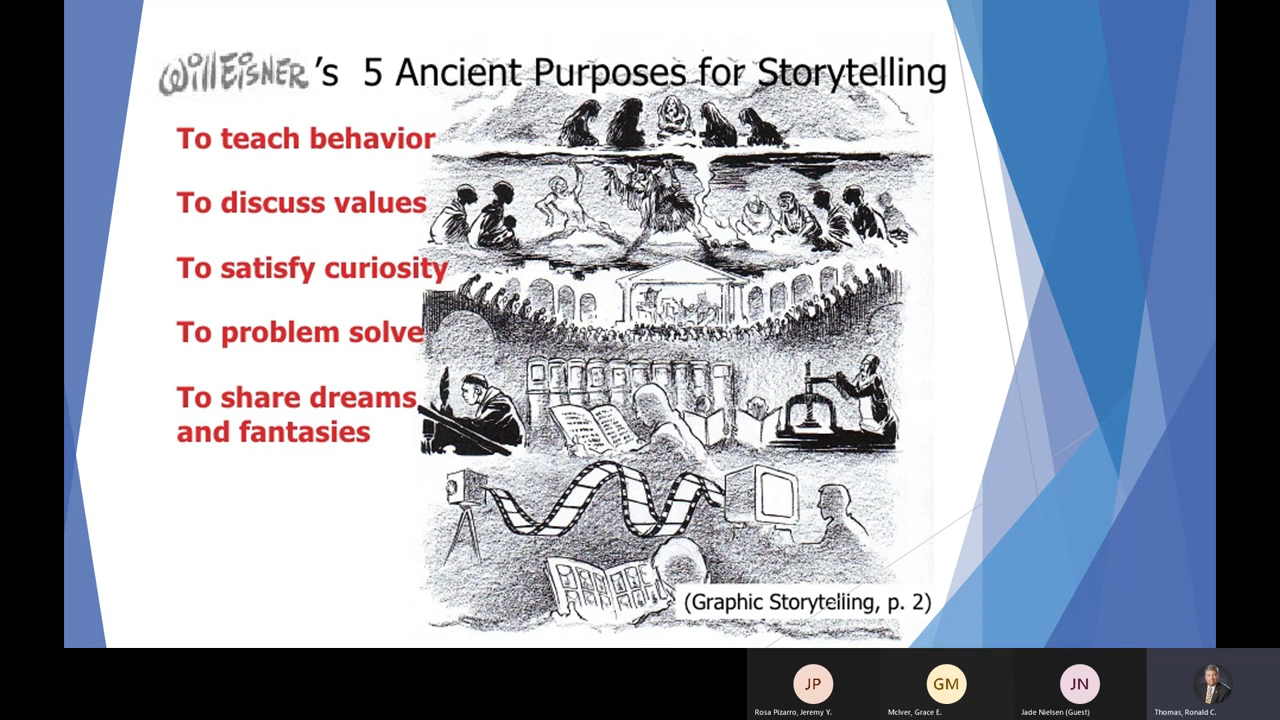 Will Eisner's 5 Ancient Purposes for Storytelling
To teach behavior
To discuss values
To satisfy curiosity
To problem solve
To share dreams
and fantasies
(Graphic Storytelling, p. 2)
JP
GM
JN
Rosa Pizarro, Jeremy Y.
McIver, Grace E.
Jade Nielsen (Guest)
Thomas, Ronald C.